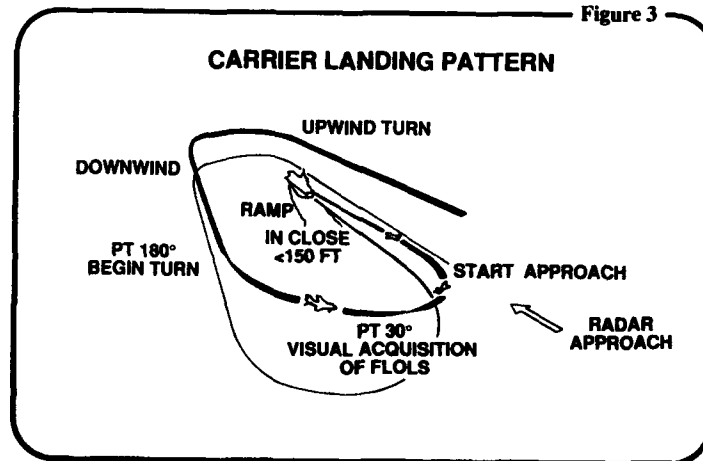 Figure 3
CARRIER LANDING PATTERN
UPWIND TURN
DOWNWIND
RAMP
IN CLOSE
<150 FT
PT 180°
BEGIN TURN
START APPROACH
RADAR
APPROACH
PT 30°
VISUAL ACQUISITION
OF FLOLS